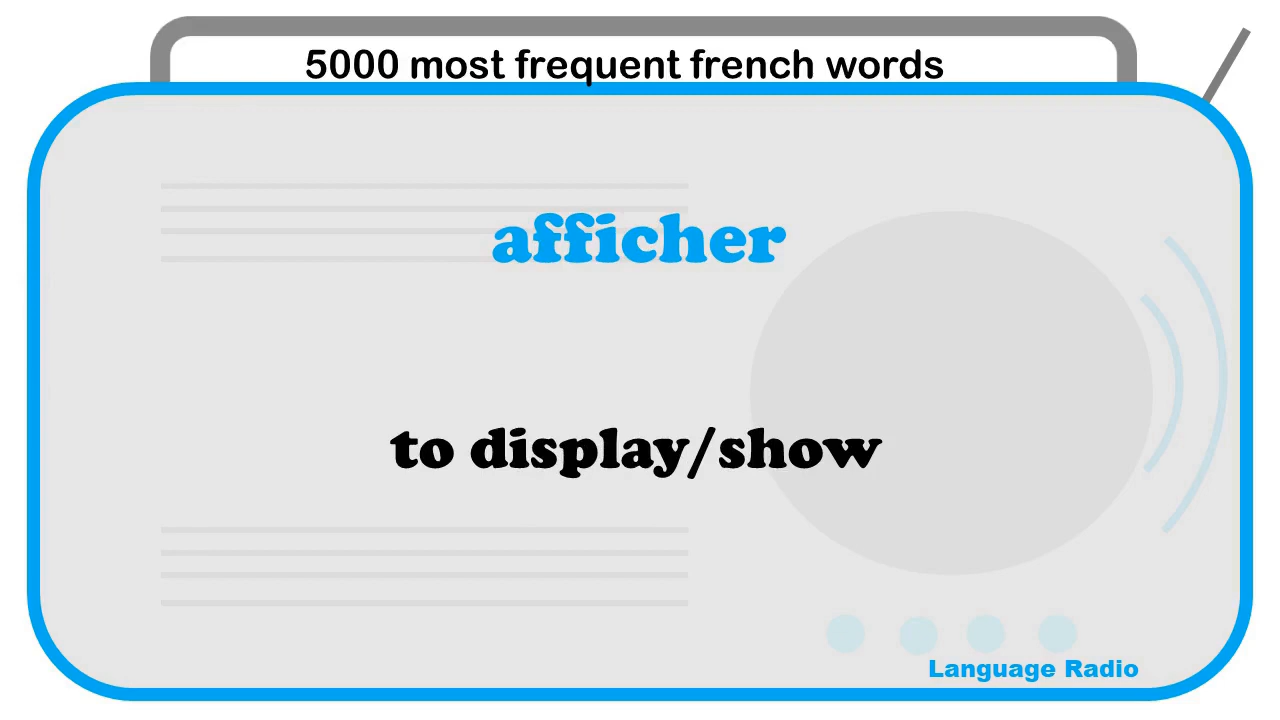 5000 most frequent french words
afficher
to display/show
Language Radio